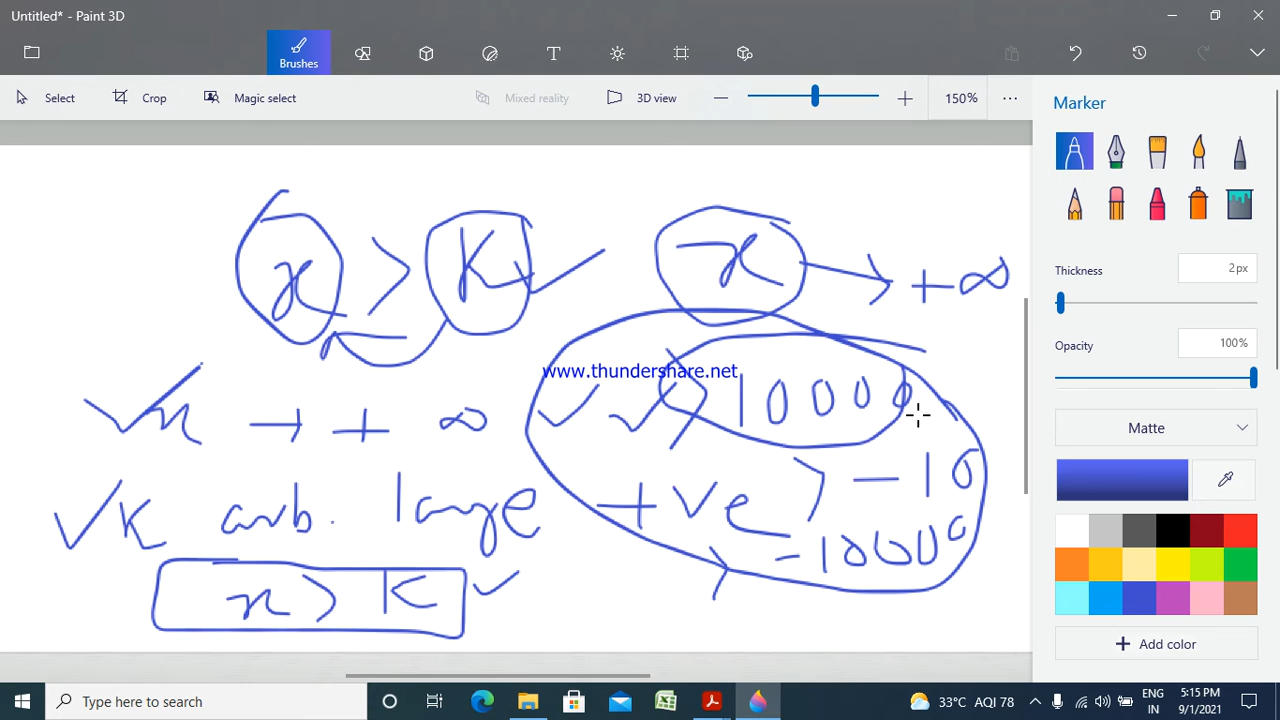 Untitled* - Paint 3D
Brushes
Select Crop Magic select Mixed reality 3D view 150%
Marker
Thickness 2px
Opacity 100%
Matte
+ Add color
x > K ✓ x → + ∞
✓ x → + ∞ ✓ ✓ > 10000
www.thundershare.net
✓ K arb. large +ve > -10
-10000
x > K ✓
Type here to search
33°C AQI 78
ENG
IN
5:15 PM
9/1/2021